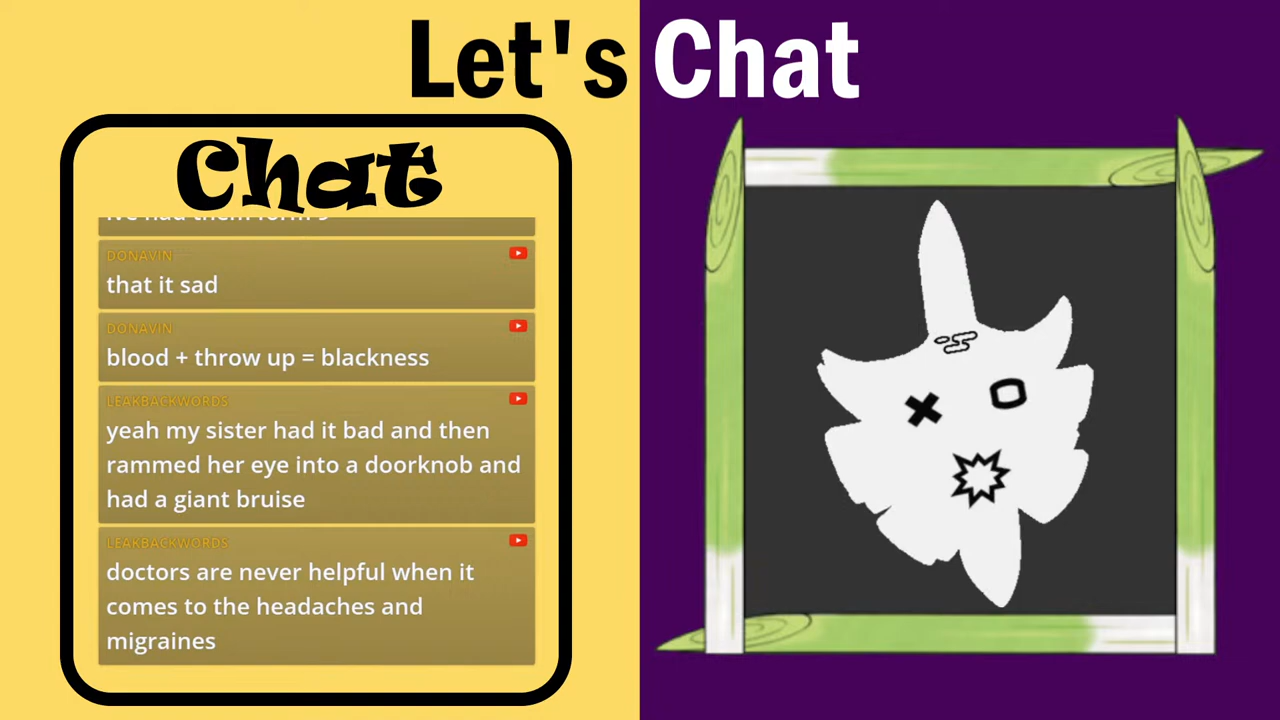 Let's Chat
Chat
DONAVIN
that it sad
DONAVIN
blood + throw up = blackness
LEAKBACKWORDS
yeah my sister had it bad and then
rammed her eye into a doorknob and
had a giant bruise
LEAKBACKWORDS
doctors are never helpful when it
comes to the headaches and
migraines